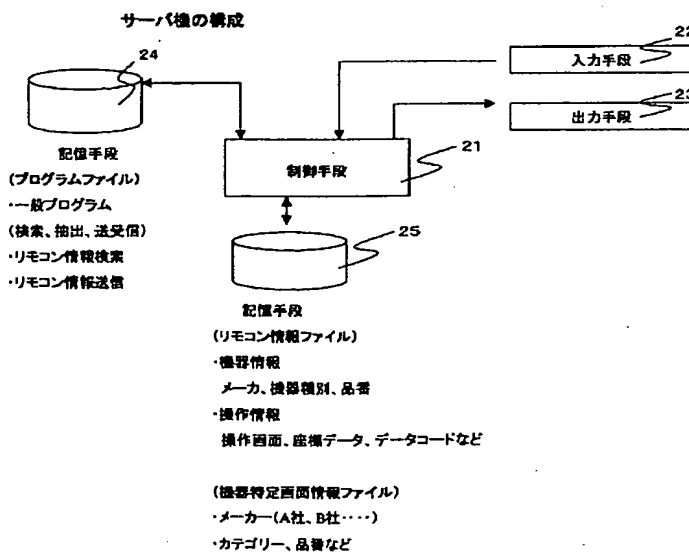 サーバ機の構成
24
22
入力手段
23
出力手段
記憶手段
(プログラムファイル)
・一般プログラム
(検索、抽出、送受信)
・リモコン情報検索
・リモコン情報送信
制御手段
21
25
記憶手段
(リモコン情報ファイル)
・機器情報
メーカ、機器種別、品番
・操作情報
操作画面、座標データ、データコードなど
(機器特定画面情報ファイル)
・メーカー(A社、B社‥‥)
・カテゴリー、品番など